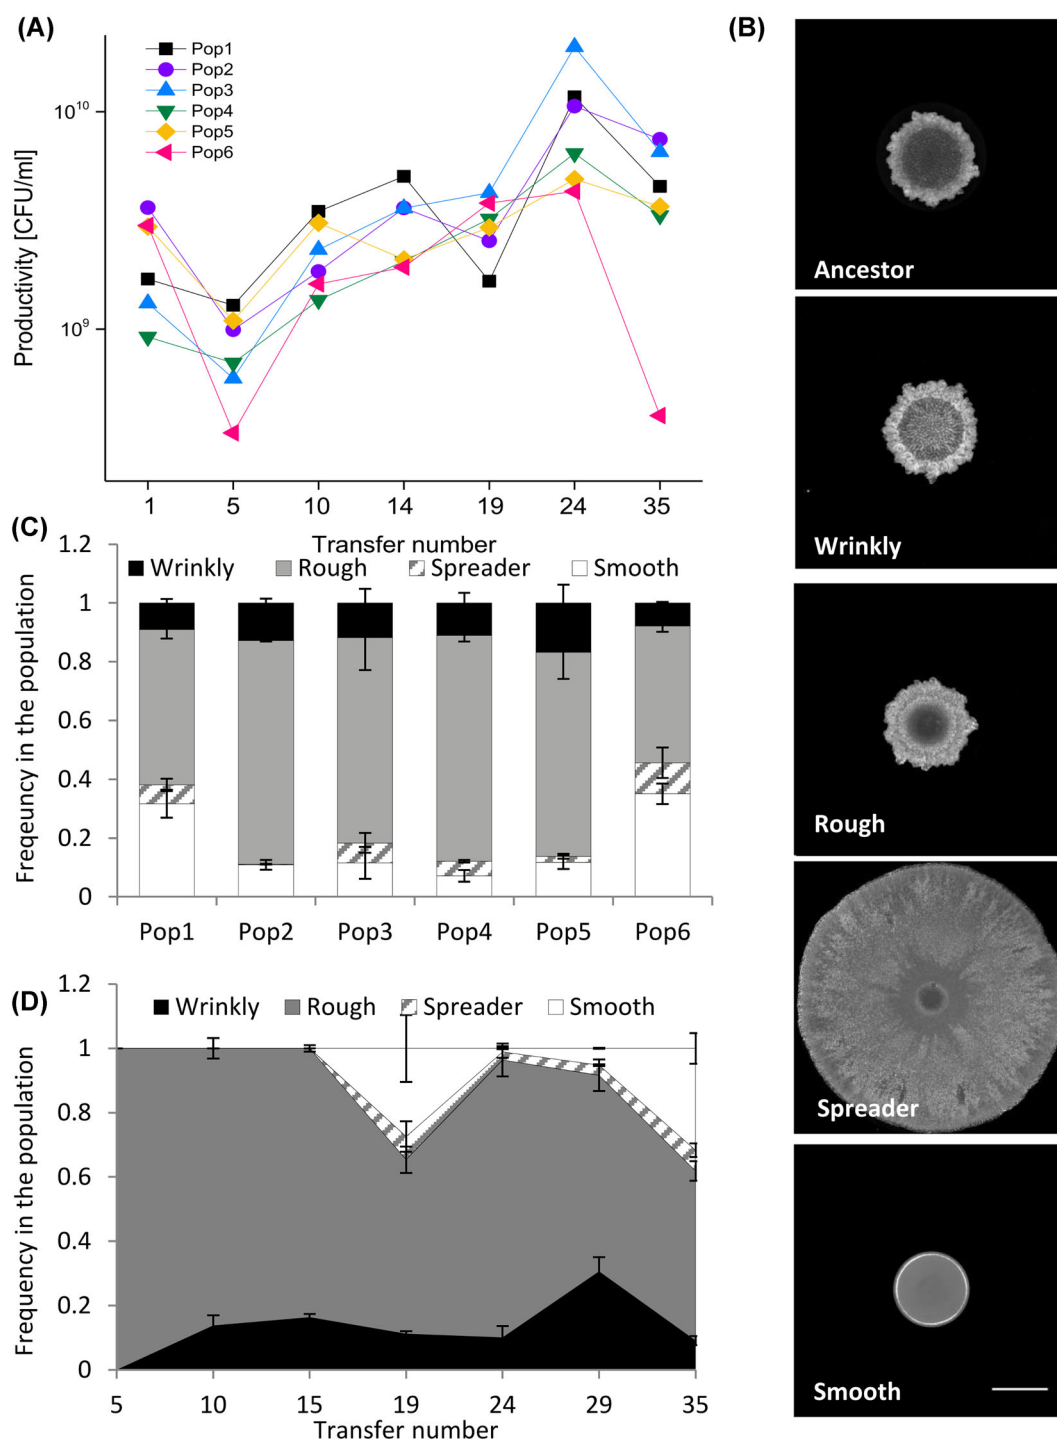 (A)
Pop1
Pop2
Pop3
Pop4
Pop5
Pop6
Productivity [CFU/ml]
10^10
10^9
1 5 10 14 19 24 35
Transfer number
(B)
Ancestor
Wrinkly
Rough
Spreader
Smooth
(C)
Wrinkly Rough Spreader Smooth
Freqeuncy in the population
1.2
1
0.8
0.6
0.4
0.2
0
Pop1 Pop2 Pop3 Pop4 Pop5 Pop6
(D)
Wrinkly Rough Spreader Smooth
Frequency in the population
1.2
1
0.8
0.6
0.4
0.2
0
5 10 15 19 24 29 35
Transfer number